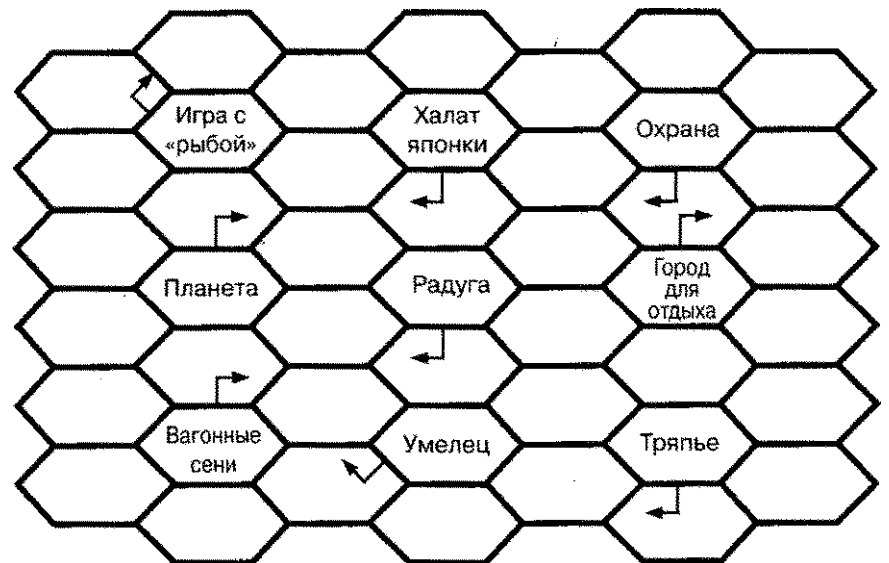 Игра с
«рыбой»
Халат
японки
Охрана
Планета
Радуга
Город
для
отдыха
Вагонные
сени
Умелец
Тряпье